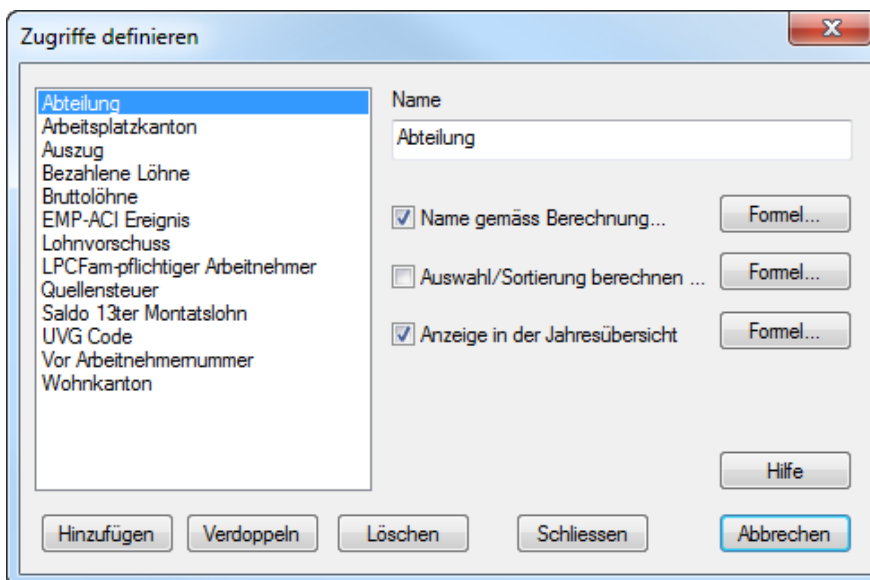 Zugriffe definieren
Abteilung
Arbeitsplatzkanton
Auszug
Bezahlene Löhne
Bruttolöhne
EMP-ACI Ereignis
Lohnvorschuss
LPCFam-pflichtiger Arbeitnehmer
Quellensteuer
Saldo 13ter Montatslohn
UVG Code
Vor Arbeitnehmernummer
Wohnkanton
Name
Abteilung
Name gemäss Berechnung... Formel...
Auswahl/Sortierung berechnen ... Formel...
Anzeige in der Jahresübersicht Formel...
Hilfe
Hinzufügen Verdoppeln Löschen Schliessen Abbrechen